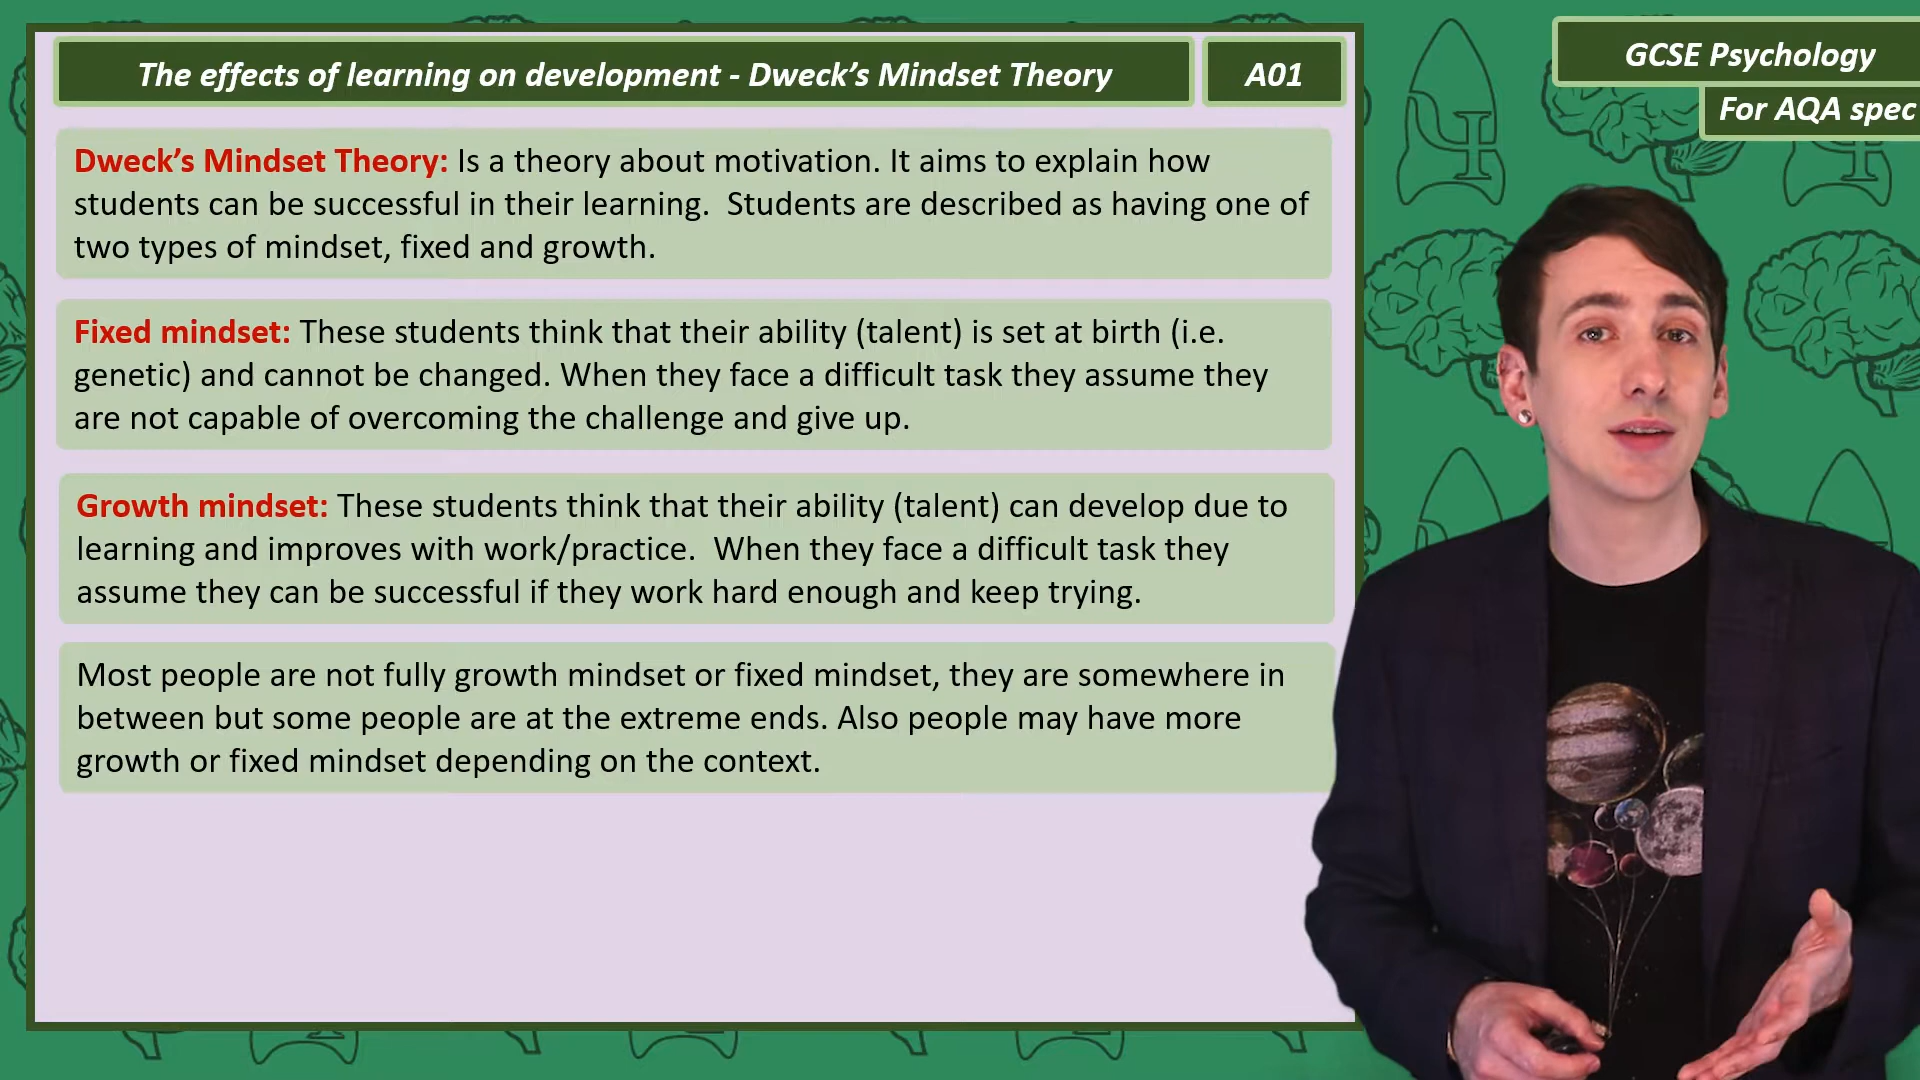 The effects of learning on development - Dweck’s Mindset Theory
A01
GCSE Psychology
For AQA spec
Dweck’s Mindset Theory: Is a theory about motivation. It aims to explain how
students can be successful in their learning.  Students are described as having one of
two types of mindset, fixed and growth.
Fixed mindset: These students think that their ability (talent) is set at birth (i.e.
genetic) and cannot be changed. When they face a difficult task they assume they
are not capable of overcoming the challenge and give up.
Growth mindset: These students think that their ability (talent) can develop due to
learning and improves with work/practice.  When they face a difficult task they
assume they can be successful if they work hard enough and keep trying.
Most people are not fully growth mindset or fixed mindset, they are somewhere in
between but some people are at the extreme ends. Also people may have more
growth or fixed mindset depending on the context.